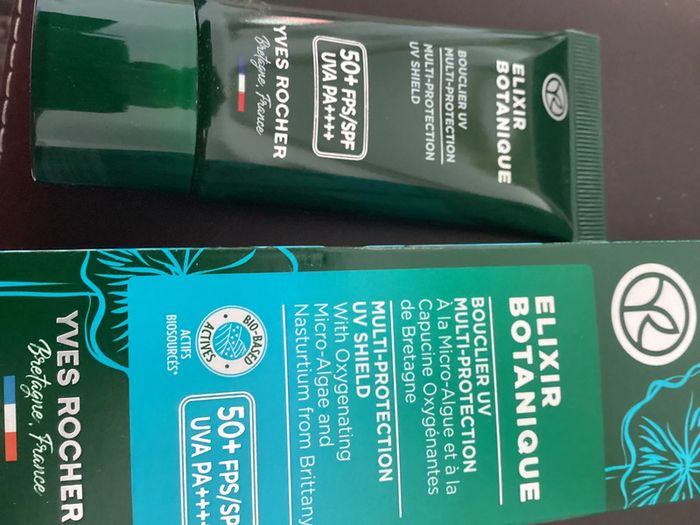 ELIXIR
BOTANIQUE
BOUCLIER UV
MULTI-PROTECTION
MULTI-PROTECTION
UV SHIELD
50+ FPS/SPF
UVA PA++++
YVES ROCHER
Bretagne, France
ELIXIR
BOTANIQUE
BOUCLIER UV
MULTI-PROTECTION
À la Micro-Algue et à la
Capucine Oxygénantes
de Bretagne
MULTI-PROTECTION
UV SHIELD
With Oxygenating
Micro-Algae and
Nasturtium from Brittany
BIO-BASED
ACTIVES
ACTIFS
BIOSOURCÉS*
50+ FPS/SP
UVA PA++++
YVES ROCHER
Bretagne, France